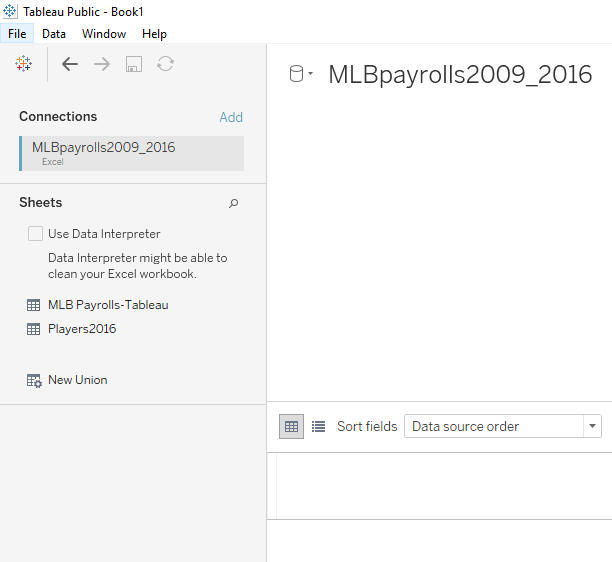 Tableau Public - Book1
File Data Window Help
Connections Add
MLBpayrolls2009_2016
Excel
Sheets
Use Data Interpreter
Data Interpreter might be able to
clean your Excel workbook.
MLB Payrolls-Tableau
Players2016
New Union
MLBpayrolls2009_2016
Sort fields Data source order